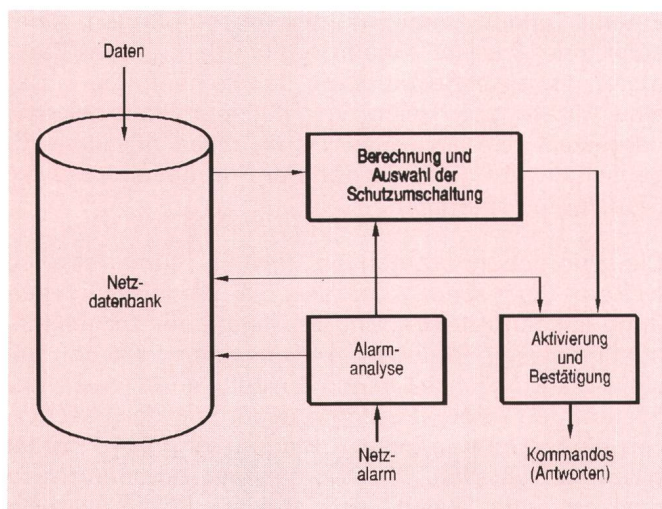 Daten
Berechnung und
Auswahl der
Schutzumschaltung
Netz-
datenbank
Alarm-
analyse
Aktivierung
und
Bestätigung
Netz-
alarm
Kommandos
(Antworten)